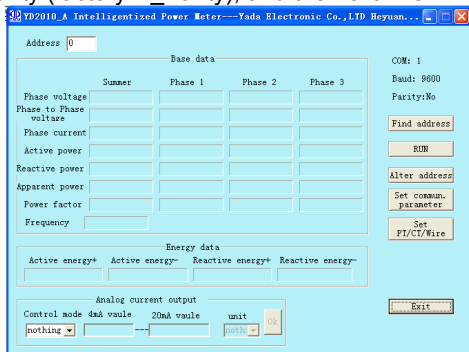 YD2010_A Intelligentized Power Meter---Yada Electronic Co.,LTD Heyuan...
Address 0
Base data
Summer Phase 1 Phase 2 Phase 3
Phase voltage
Phase to Phase
voltage
Phase current
Active power
Reactive power
Apparent power
Power factor
Frequency
Energy data
Active energy+ Active energy- Reactive energy+ Reactive energy-
Analog current output
Control mode 4mA vaule 20mA vaule unit
nothing --- noth: Ok
COM: 1
Baud: 9600
Parity:No
Find address
RUN
Alter address
Set commun.
parameter
Set
PT/CT/Wire
Exit